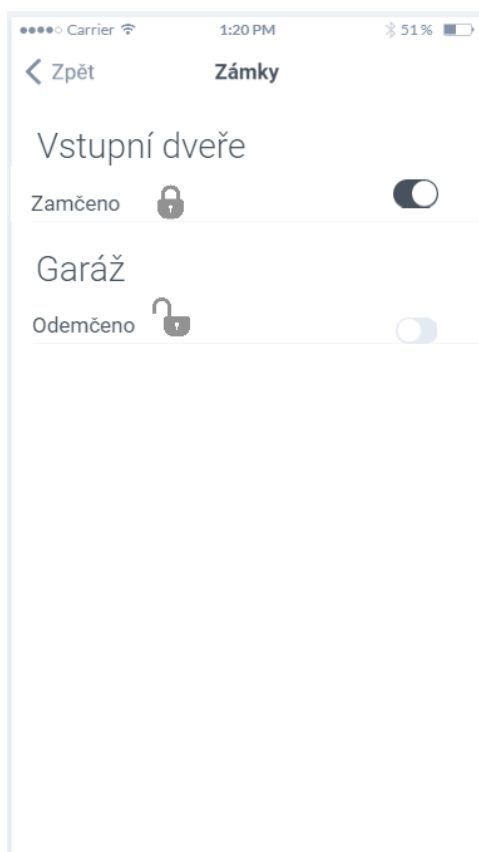 Carrier 1:20 PM 51%
Zpět Zámky
Vstupní dveře
Zamčeno
Garáž
Odemčeno